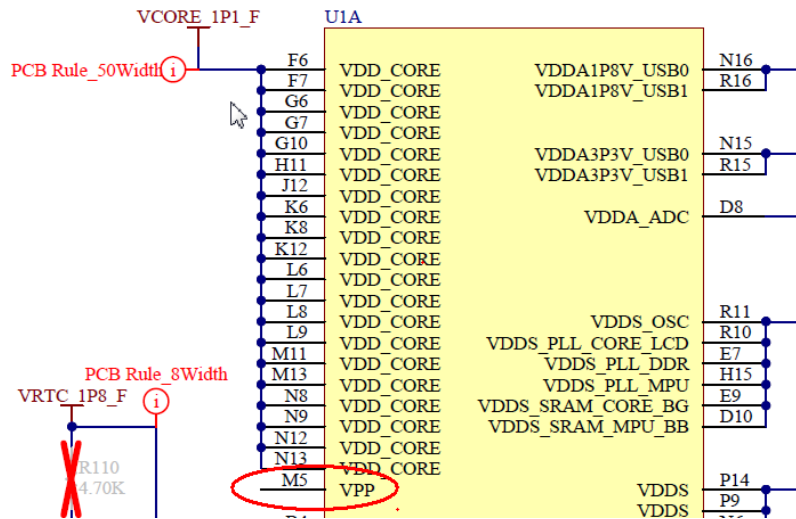 VCORE_1P1_F
U1A
PCB Rule_50Width
i
F6 VDD_CORE VDDA1P8V_USB0 N16
F7 VDD_CORE VDDA1P8V_USB1 R16
G6 VDD_CORE
G7 VDD_CORE
G10 VDD_CORE VDDA3P3V_USB0 N15
H11 VDD_CORE VDDA3P3V_USB1 R15
J12 VDD_CORE
K6 VDD_CORE VDDA_ADC D8
K8 VDD_CORE
K12 VDD_CORE
L6 VDD_CORE
L7 VDD_CORE
L8 VDD_CORE VDDS_OSC R11
L9 VDD_CORE VDDS_PLL_CORE_LCD R10
M11 VDD_CORE VDDS_PLL_DDR E7
M13 VDD_CORE VDDS_PLL_MPU H15
N8 VDD_CORE VDDS_SRAM_CORE_BG E9
N9 VDD_CORE VDDS_SRAM_MPU_BB D10
N12 VDD_CORE
N13 VDD_CORE
M5 VPP VDDS P14
VDDS P9
PCB Rule_8Width
VRTC_1P8_F
i
R110
4.70K